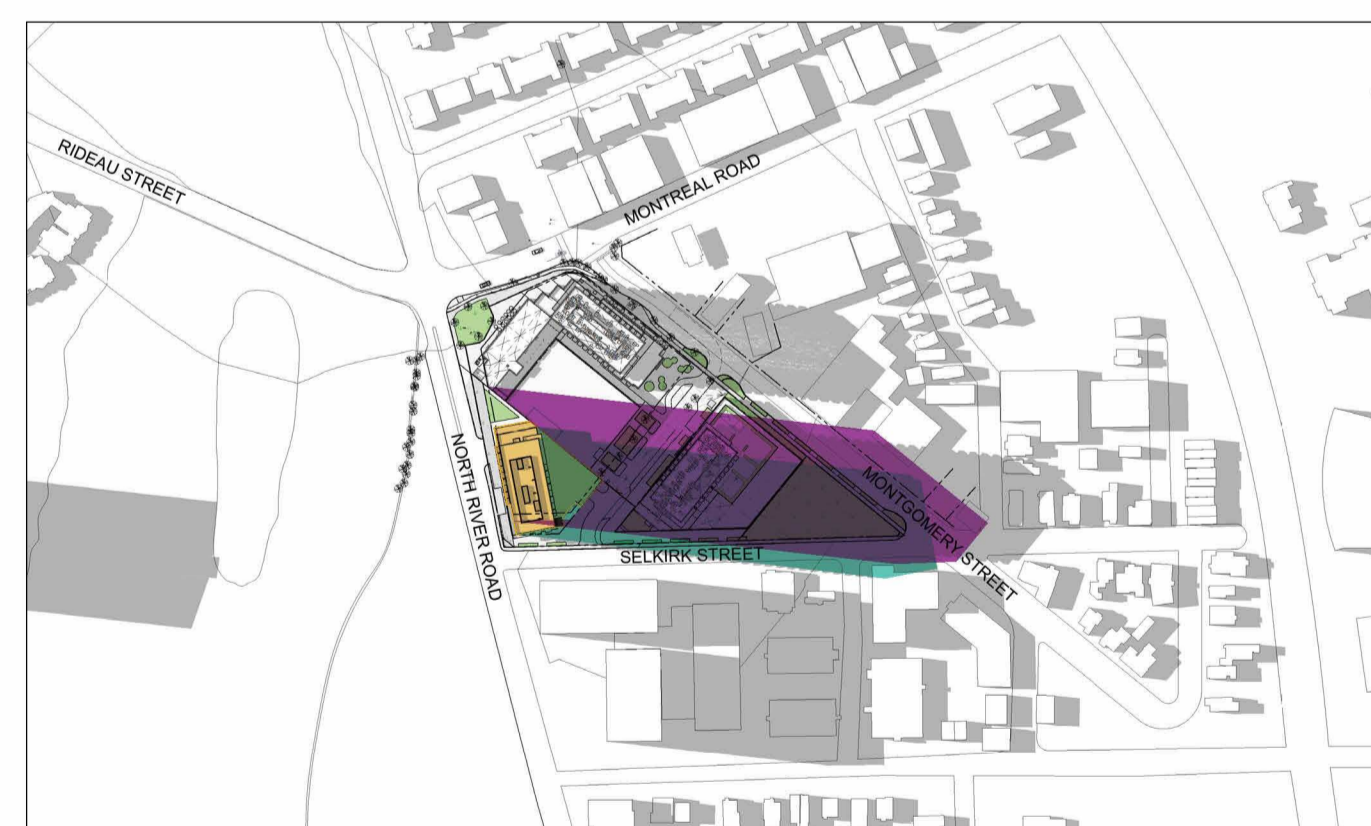 RIDEAU STREET
MONTREAL ROAD
NORTH RIVER ROAD
MONTGOMERY STREET
SELKIRK STREET